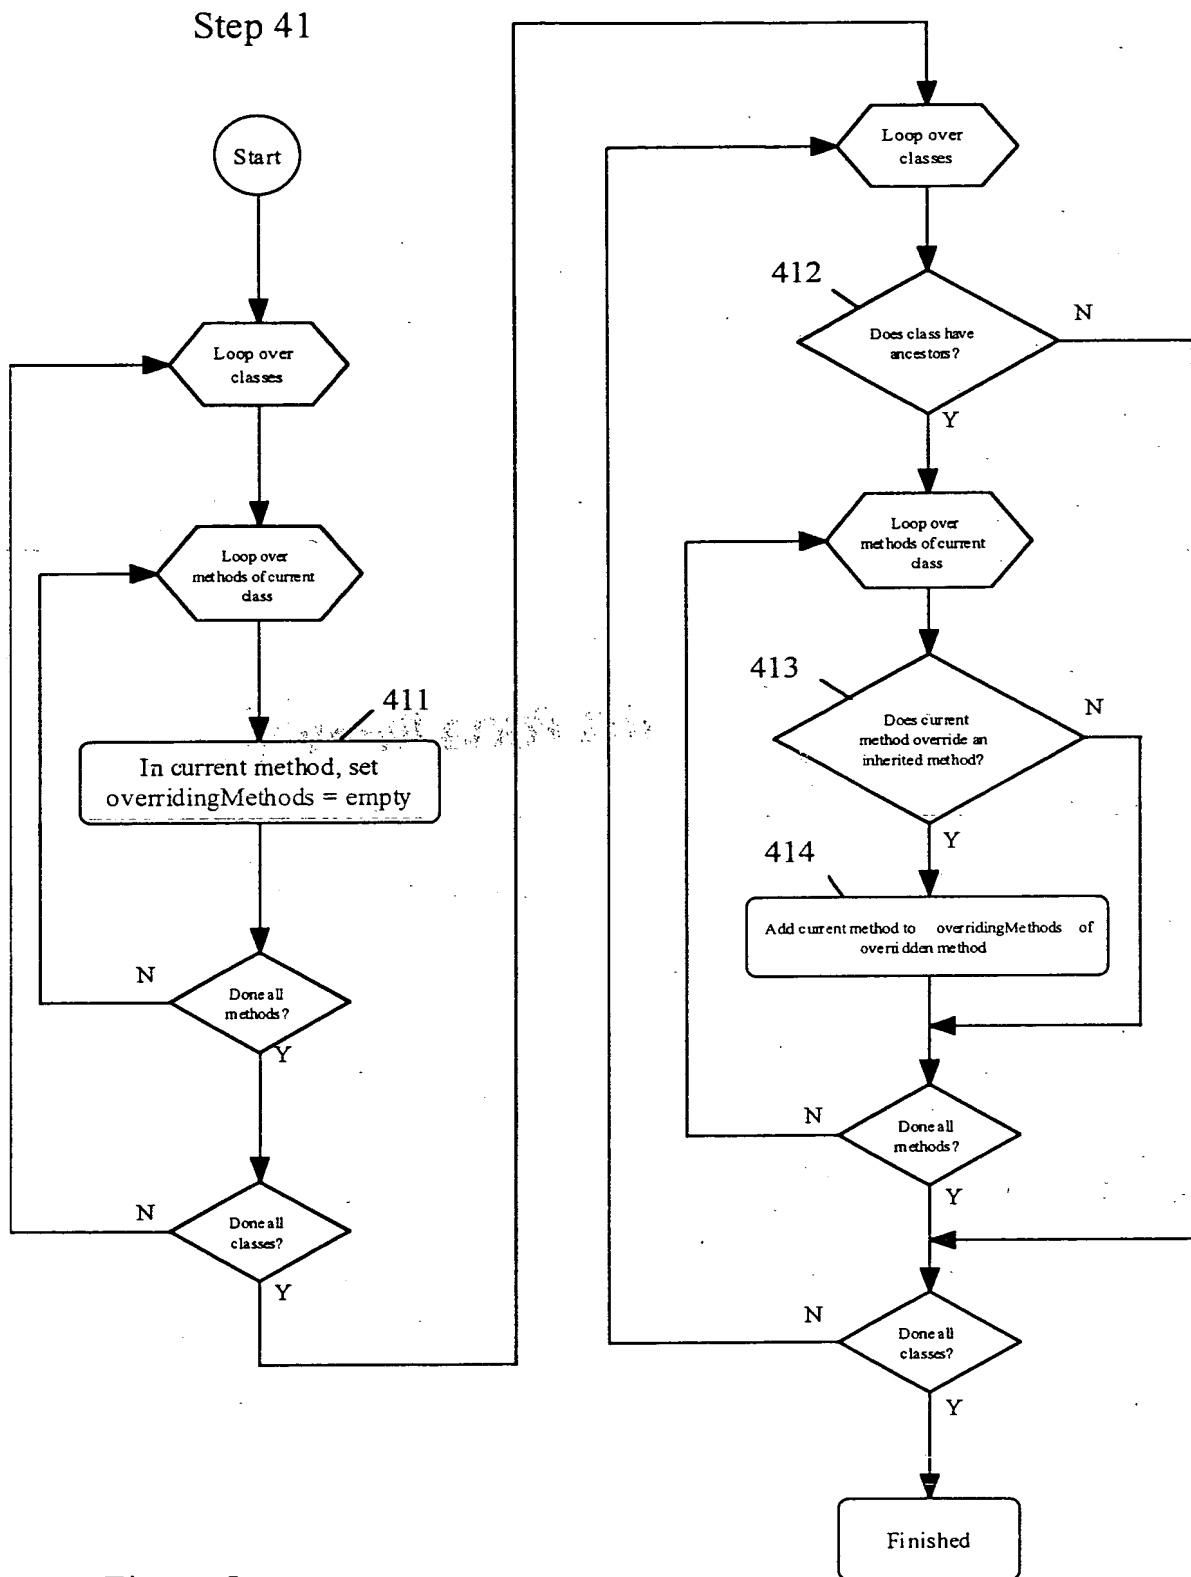 Step 41
Start
Loop over
classes
Loop over
methods of current
class
411
In current method, set
overridingMethods = empty
N
Done all
methods?
Y
N
Done all
classes?
Y
Loop over
classes
412
N
Does class have
ancestors?
Y
Loop over
methods of current
class
413
N
Does current
method override an
inherited method?
Y
414
Add current method to overridingMethods of
overridden method
N
Done all
methods?
Y
N
Done all
classes?
Y
Finished